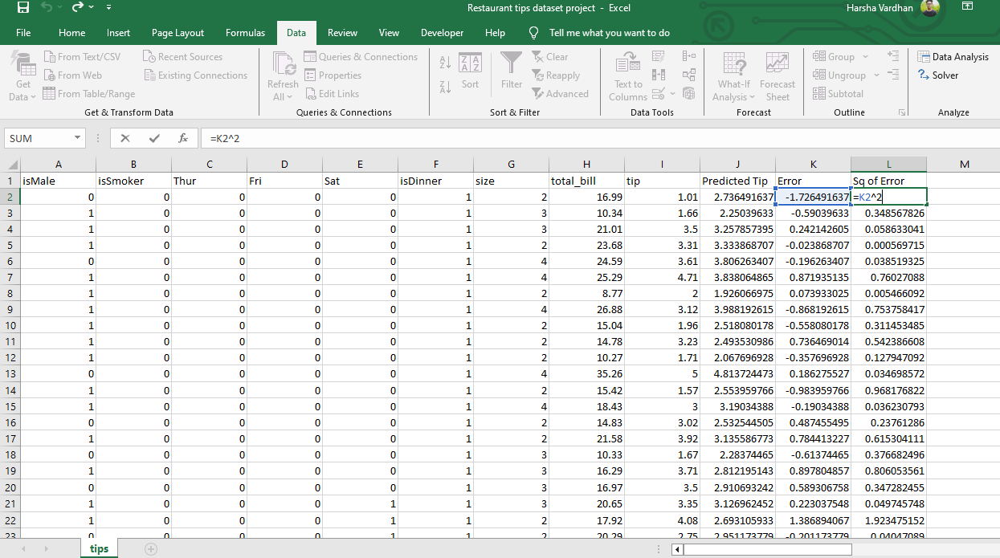 Restaurant tips dataset project - Excel
Harsha Vardhan
File Home Insert Page Layout Formulas Data Review View Developer Help Tell me what you want to do
From Text/CSV Recent Sources Queries & Connections Clear Group Data Analysis
From Web Existing Connections Properties Reapply Ungroup Solver
Get Data From Table/Range Refresh All Edit Links Sort Filter Advanced Text to Columns What-If Analysis Forecast Sheet Subtotal
Get & Transform Data Queries & Connections Sort & Filter Data Tools Forecast Outline Analyze
SUM fx =K2^2
A B C D E F G H I J K L M
1 isMale isSmoker Thur Fri Sat isDinner size total_bill tip Predicted Tip Error Sq of Error
2 0 0 0 0 0 1 2 16.99 1.01 2.736491637 -1.726491637 =K2^2
3 1 0 0 0 0 1 3 10.34 1.66 2.25039633 -0.59039633 0.348567826
4 1 0 0 0 0 1 3 21.01 3.5 3.257857395 0.242142605 0.058633041
5 1 0 0 0 0 1 2 23.68 3.31 3.333868707 -0.023868707 0.000569715
6 0 0 0 0 0 1 4 24.59 3.61 3.806263407 -0.196263407 0.038519325
7 1 0 0 0 0 1 4 25.29 4.71 3.838064865 0.871935135 0.76027088
8 1 0 0 0 0 1 2 8.77 2 1.926066975 0.073933025 0.005466092
9 1 0 0 0 0 1 4 26.88 3.12 3.988192615 -0.868192615 0.753758417
10 1 0 0 0 0 1 2 15.04 1.96 2.518080178 -0.558080178 0.311453485
11 1 0 0 0 0 1 2 14.78 3.23 2.493530986 0.736469014 0.542386608
12 1 0 0 0 0 1 2 10.27 1.71 2.067696928 -0.357696928 0.127947092
13 0 0 0 0 0 1 4 35.26 5 4.813724473 0.186275527 0.034698572
14 1 0 0 0 0 1 2 15.42 1.57 2.553959766 -0.983959766 0.968176822
15 1 0 0 0 0 1 4 18.43 3 3.19034388 -0.19034388 0.036230793
16 0 0 0 0 0 1 2 14.83 3.02 2.532544505 0.487455495 0.23761286
17 1 0 0 0 0 1 2 21.58 3.92 3.135586773 0.784413227 0.615304111
18 0 0 0 0 0 1 3 10.33 1.67 2.28374465 -0.61374465 0.376682496
19 1 0 0 0 0 1 3 16.29 3.71 2.812195143 0.897804857 0.806053561
20 0 0 0 0 0 1 3 16.97 3.5 2.910693242 0.589306758 0.347282455
21 1 0 0 0 1 1 3 20.65 3.35 3.126962452 0.223037548 0.049745748
22 1 0 0 0 1 1 2 17.92 4.08 2.693105933 1.386894067 1.923475152
23 0 0 0 0 1 1 2 20.29 2.75 2.951173779 -0.201173779 0.04047089
tips